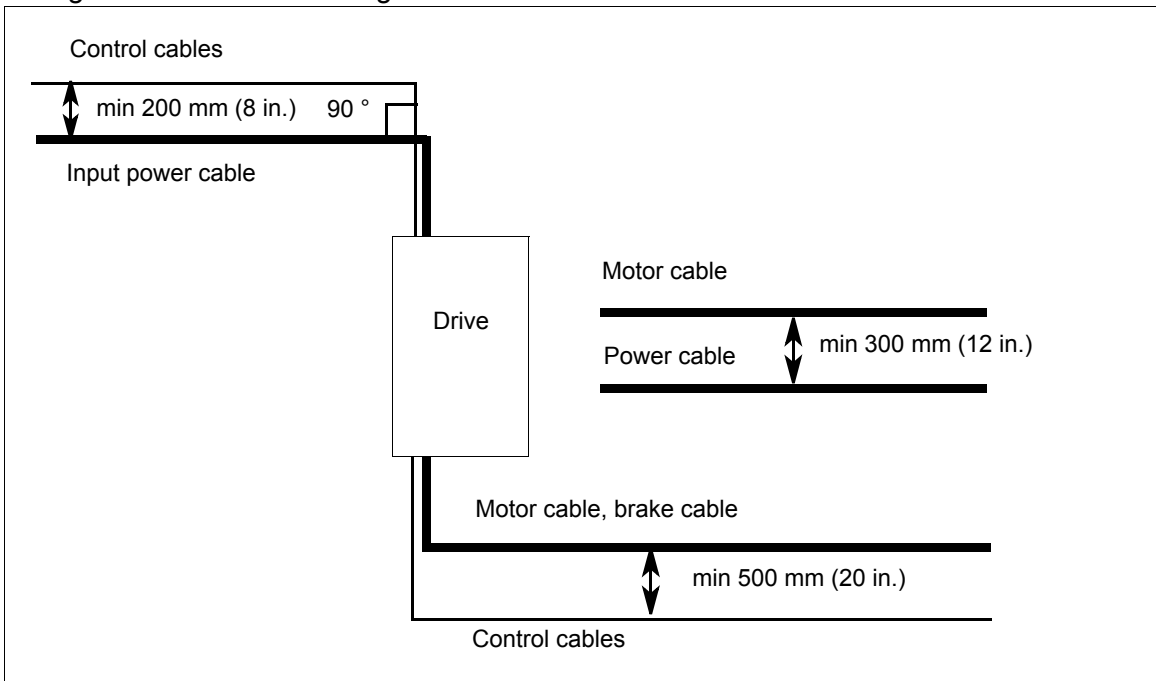 Control cables
min 200 mm (8 in.) 90 °
Input power cable
Drive
Motor cable
Power cable
min 300 mm (12 in.)
Motor cable, brake cable
min 500 mm (20 in.)
Control cables